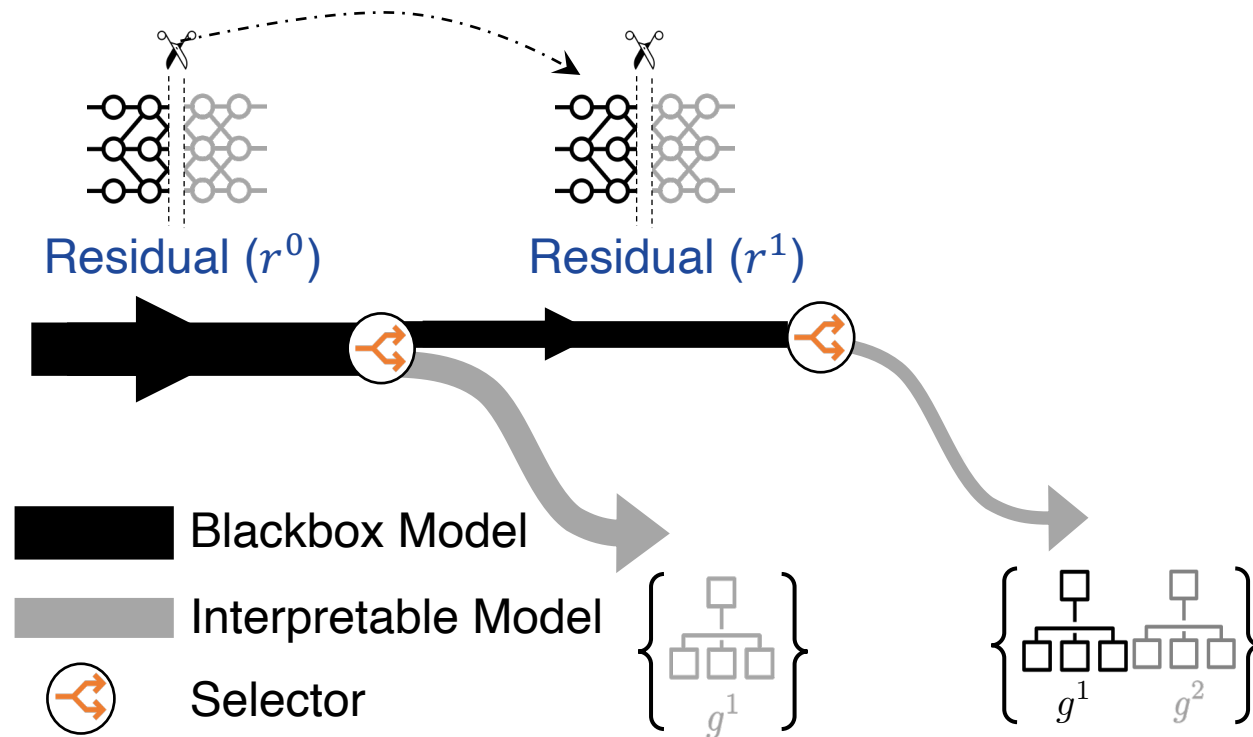 Residual (r⁰)
Residual (r¹)
Blackbox Model
Interpretable Model
Selector
g¹
g¹
g²